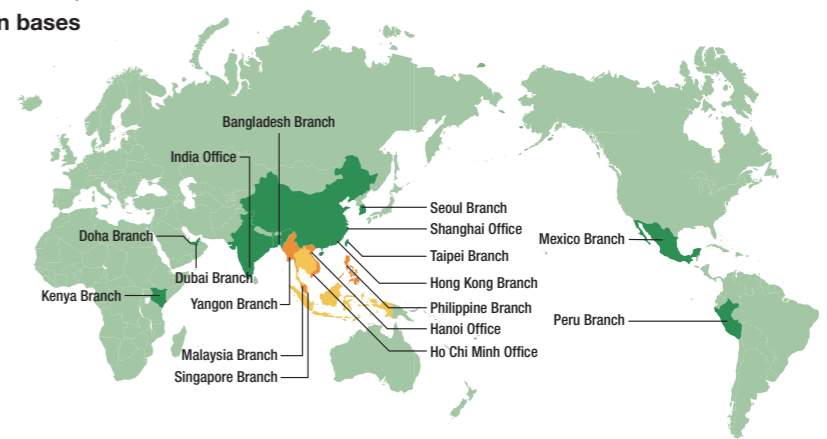 n bases
Bangladesh Branch
India Office
Doha Branch
Dubai Branch
Kenya Branch
Yangon Branch
Malaysia Branch
Singapore Branch
Seoul Branch
Shanghai Office
Taipei Branch
Hong Kong Branch
Philippine Branch
Hanoi Office
Ho Chi Minh Office
Mexico Branch
Peru Branch